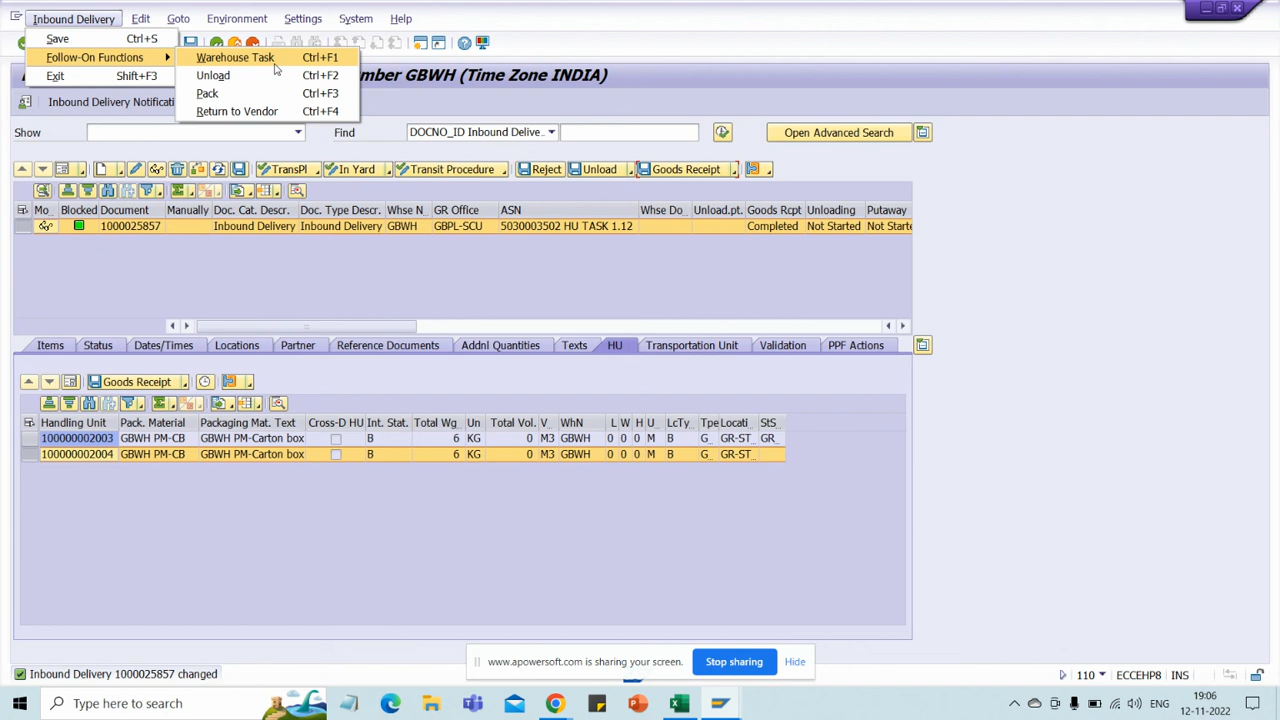 Inbound Delivery Edit Goto Environment Settings System Help
Save Ctrl+S
Follow-On Functions Warehouse Task Ctrl+F1
Exit Shift+F3 Unload Ctrl+F2
mber GBWH (Time Zone INDIA)
Pack Ctrl+F3
Inbound Delivery Notificati
Return to Vendor Ctrl+F4
Show Find DOCNO_ID Inbound Delive... Open Advanced Search
TransPl In Yard Transit Procedure Reject Unload Goods Receipt
Mo... Blocked Document Manually Doc. Cat. Descr. Doc. Type Descr. Whse N... GR Office ASN Whse Do... Unload.pt. Goods Rcpt Unloading Putaway
1000025857 Inbound Delivery Inbound Delivery GBWH GBPL-SCU 5030003502 HU TASK 1.12 Completed Not Started Not Starte
Items Status Dates/Times Locations Partner Reference Documents Addnl Quantities Texts HU Transportation Unit Validation PPF Actions
Goods Receipt
Handling Unit Pack. Material Packaging Mat. Text Cross-D HU Int. Stat. Total Wg Un Total Vol. V... WhN L W H U LcTy... Tpe Locati StS
100000002003 GBWH PM-CB GBWH PM-Carton box B 6 KG 0 M3 GBWH 0 0 0 M B G... GR-ST... GR_
100000002004 GBWH PM-CB GBWH PM-Carton box B 6 KG 0 M3 GBWH 0 0 0 M B G... GR-ST...
www.apowersoft.com is sharing your screen. Stop sharing Hide
Inbound Delivery 1000025857 changed
110 ECCEHP8 INS
Type here to search
ENG
19:06
12-11-2022